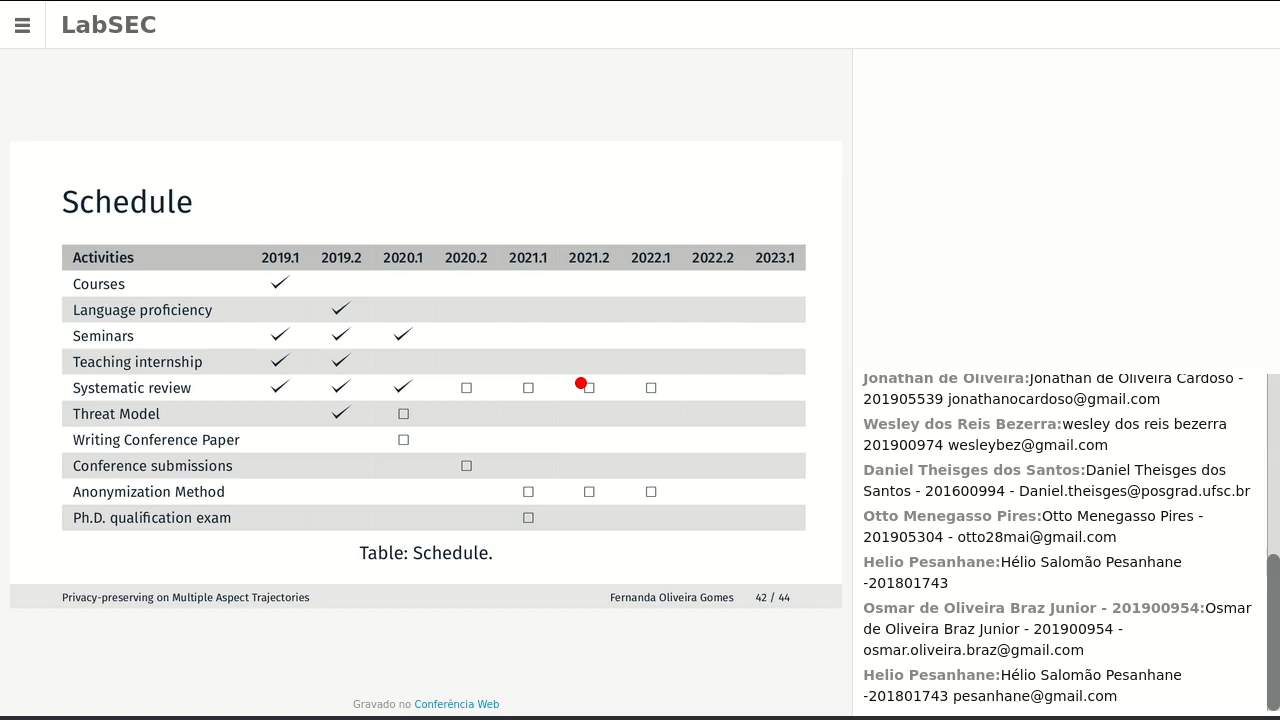 LabSEC
Schedule
Activities 2019.1 2019.2 2020.1 2020.2 2021.1 2021.2 2022.1 2022.2 2023.1
Courses ✓
Language proficiency ✓
Seminars ✓ ✓ ✓
Teaching internship ✓ ✓
Systematic review ✓ ✓ ✓ □ □ □ □
Threat Model ✓ □
Writing Conference Paper □
Conference submissions □
Anonymization Method □ □ □
Ph.D. qualification exam □
Table: Schedule.
Privacy-preserving on Multiple Aspect Trajectories Fernanda Oliveira Gomes 42 / 44
Gravado no Conferência Web
Jonathan de Oliveira:Jonathan de Oliveira Cardoso -
201905539 jonathanocardoso@gmail.com
Wesley dos Reis Bezerra:wesley dos reis bezerra
201900974 wesleybez@gmail.com
Daniel Theisges dos Santos:Daniel Theisges dos
Santos - 201600994 - Daniel.theisges@posgrad.ufsc.br
Otto Menegasso Pires:Otto Menegasso Pires -
201905304 - otto28mai@gmail.com
Helio Pesanhane:Hélio Salomão Pesanhane
-201801743
Osmar de Oliveira Braz Junior - 201900954:Osmar
de Oliveira Braz Junior - 201900954 -
osmar.oliveira.braz@gmail.com
Helio Pesanhane:Hélio Salomão Pesanhane
-201801743 pesanhane@gmail.com